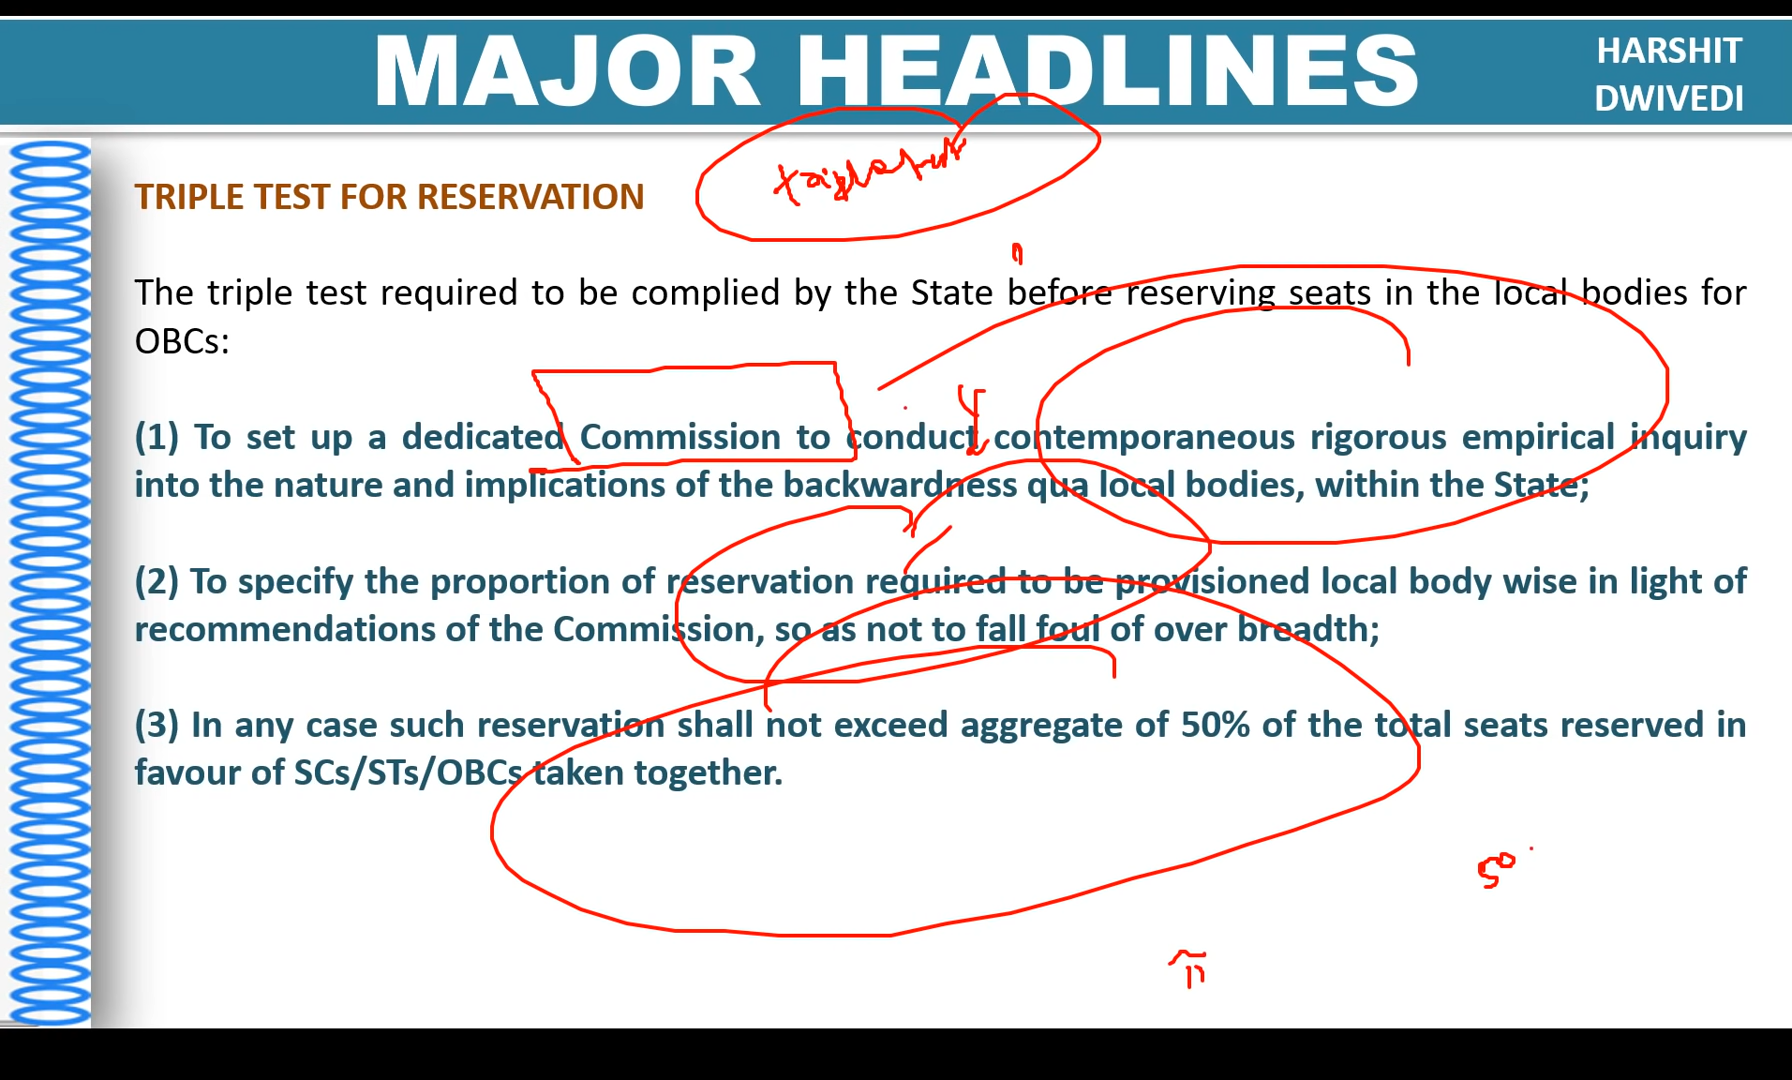 MAJOR HEADLINES
HARSHIT
DWIVEDI
TRIPLE TEST FOR RESERVATION
The triple test required to be complied by the State before reserving seats in the local bodies for
OBCs:
(1) To set up a dedicated Commission to conduct contemporaneous rigorous empirical inquiry
into the nature and implications of the backwardness qua local bodies, within the State;
(2) To specify the proportion of reservation required to be provisioned local body wise in light of
recommendations of the Commission, so as not to fall foul of over breadth;
(3) In any case such reservation shall not exceed aggregate of 50% of the total seats reserved in
favour of SCs/STs/OBCs taken together.
50